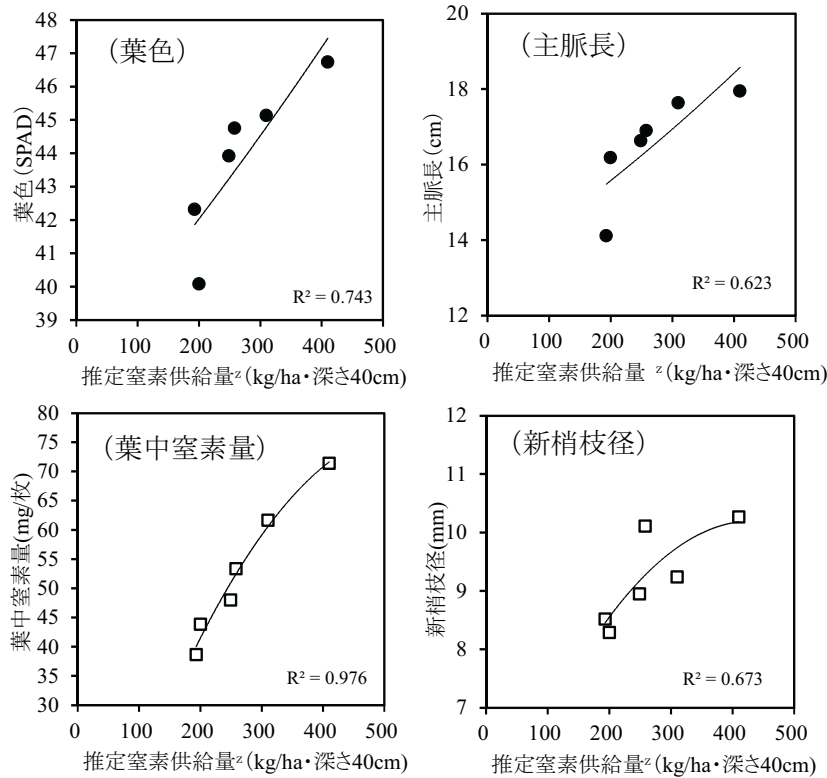 (葉色)
48
47
46
45
44
43
42
41
40
39
葉色(SPAD)
R² = 0.743
0 100 200 300 400 500
推定窒素供給量ᶻ(kg/ha・深さ40cm)
(主脈長)
20
18
16
14
12
主脈長(cm)
R² = 0.623
0 100 200 300 400 500
推定窒素供給量 ᶻ(kg/ha・深さ40cm)
(葉中窒素量)
80
75
70
65
60
55
50
45
40
35
30
葉中窒素量(mg/枚)
R² = 0.976
0 100 200 300 400 500
推定窒素供給量ᶻ(kg/ha・深さ40cm)
(新梢枝径)
12
11
10
9
8
7
新梢枝径(mm)
R² = 0.673
0 100 200 300 400 500
推定窒素供給量ᶻ(kg/ha・深さ40cm)